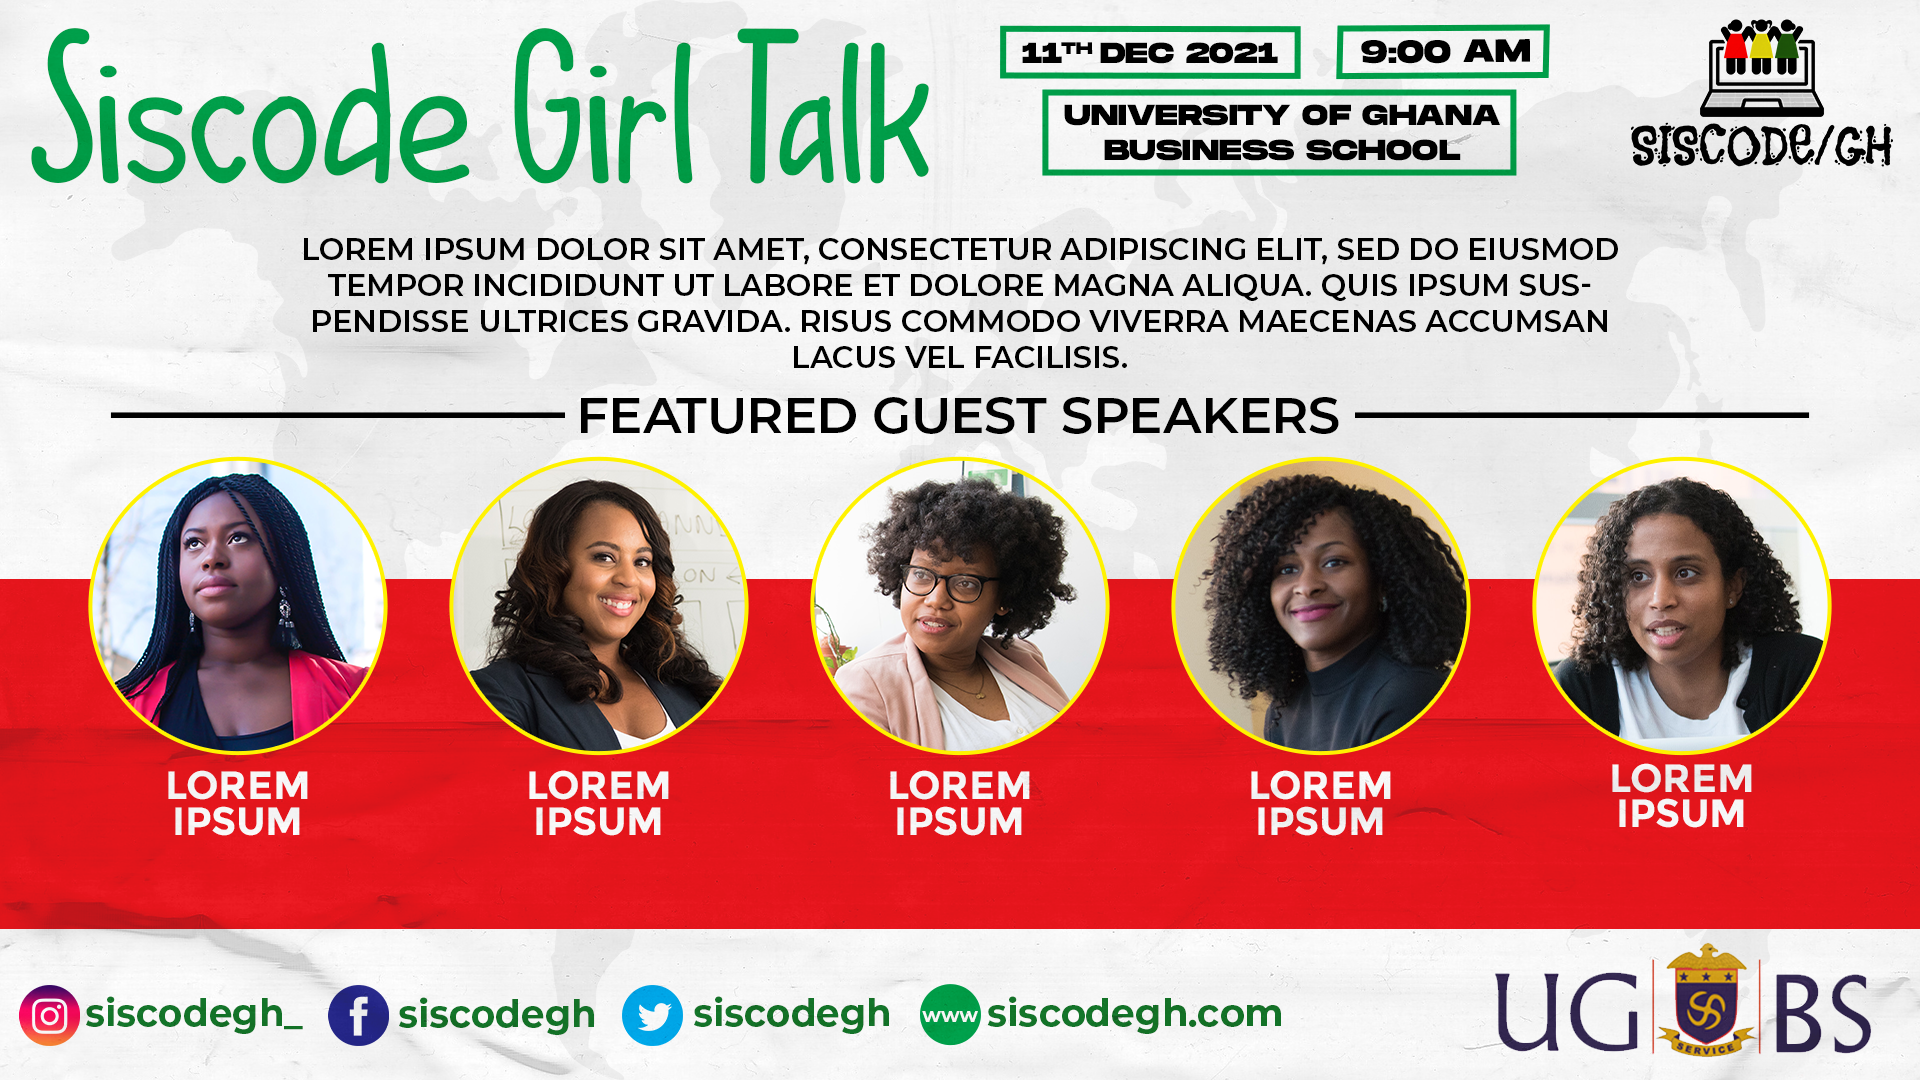 Siscode Girl Talk
11TH DEC 2021
9:00 AM
UNIVERSITY OF GHANA
BUSINESS SCHOOL
SISCODE/GH
LOREM IPSUM DOLOR SIT AMET, CONSECTETUR ADIPISCING ELIT, SED DO EIUSMOD
TEMPOR INCIDIDUNT UT LABORE ET DOLORE MAGNA ALIQUA. QUIS IPSUM SUS-
PENDISSE ULTRICES GRAVIDA. RISUS COMMODO VIVERRA MAECENAS ACCUMSAN
LACUS VEL FACILISIS.
FEATURED GUEST SPEAKERS
LOREM
IPSUM
LOREM
IPSUM
LOREM
IPSUM
LOREM
IPSUM
LOREM
IPSUM
siscodegh_
siscodegh
siscodegh
www siscodegh.com
UG BS
SERVICE